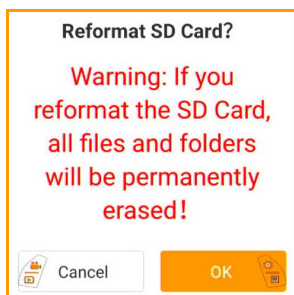 Reformat SD Card?
Warning: If you
reformat the SD Card,
all files and folders
will be permanently
erased!
Cancel
OK